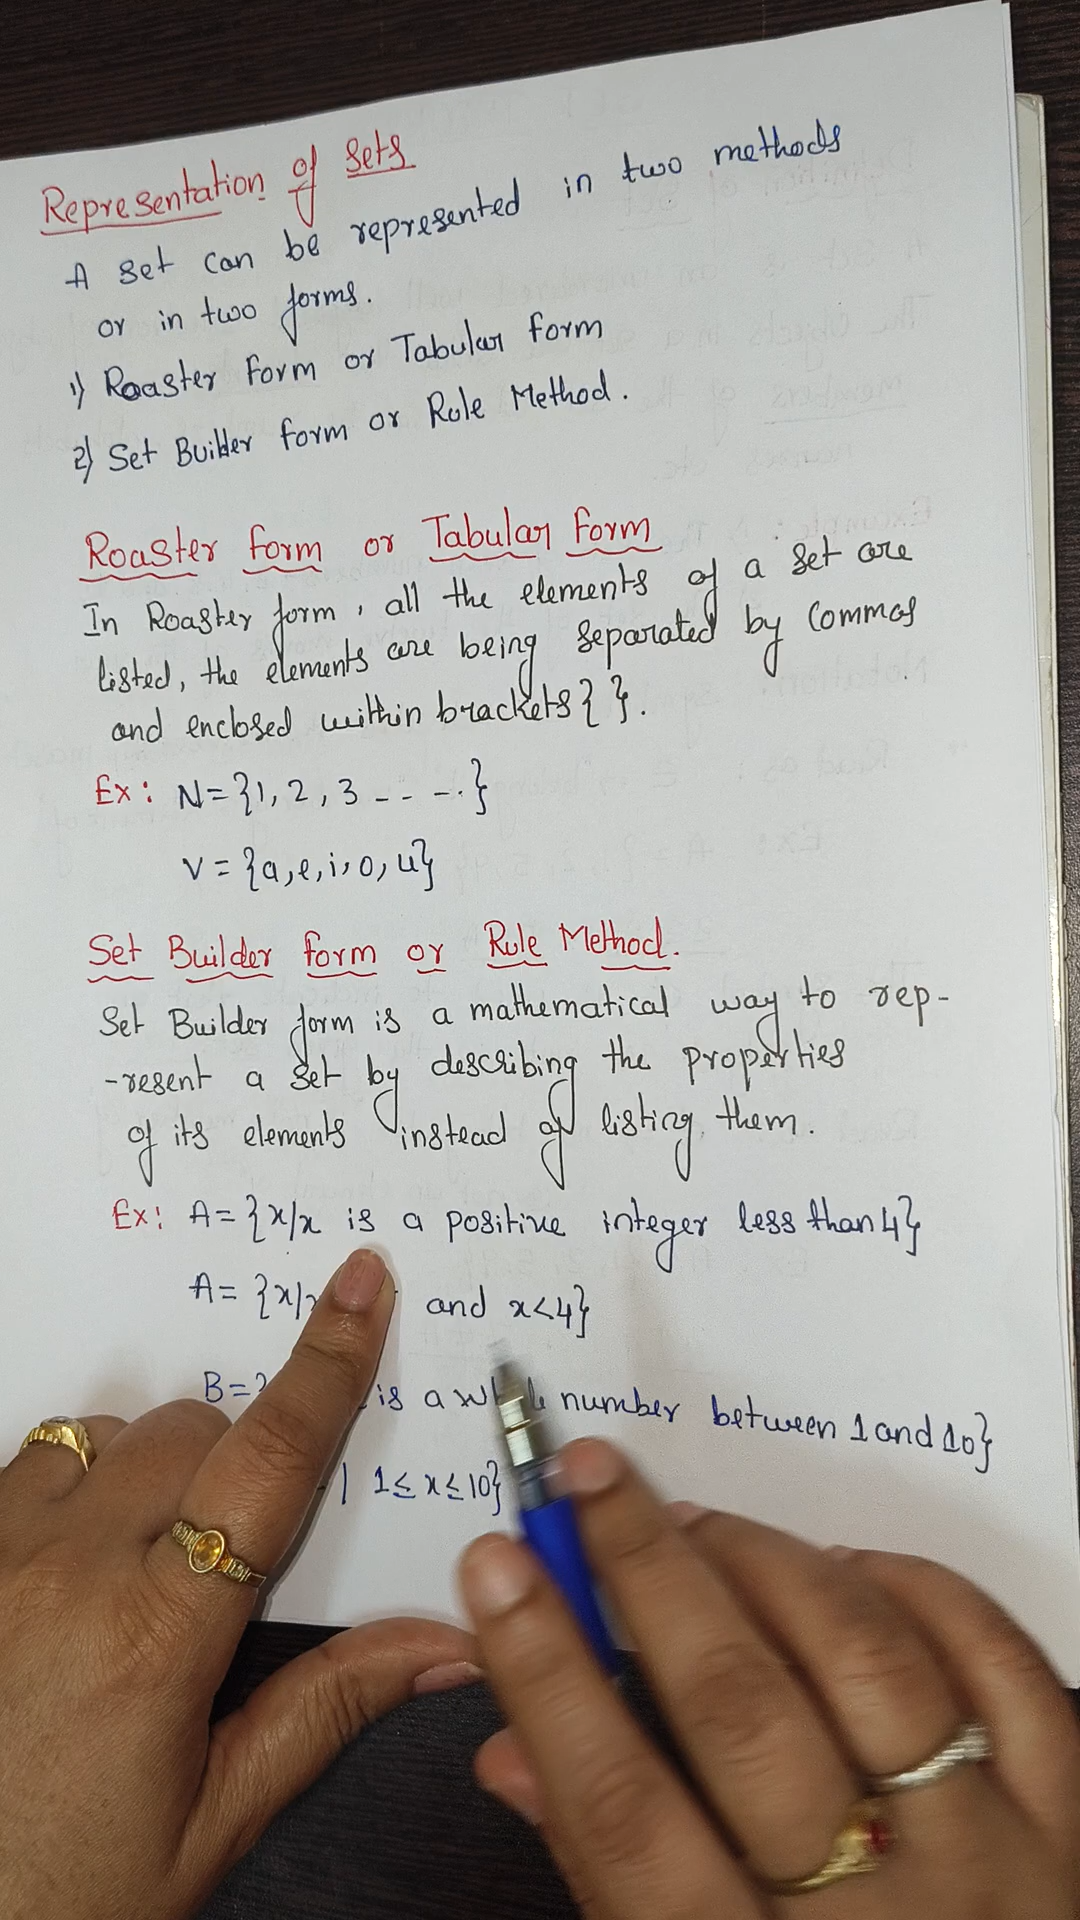 Representation of Sets
A set can be represented in two methods
or in two forms.
1) Roaster Form or Tabular Form
2) Set Builder form or Rule Method.
Roaster form or Tabular Form
In Roaster form, all the elements of a set are
listed, the elements are being separated by commas
and enclosed within brackets { }.
Ex: N={1, 2, 3 - - - .}
V = {a,e,i,o,u}
Set Builder form or Rule Method.
Set Builder form is a mathematical way to rep-
-resent a set by describing the properties
of its elements instead of listing them.
Ex: A={x/x is a positive integer less than 4}
A= {x/x and x<4}
B={ is a number between 1 and 10}
| 1≤x≤10}